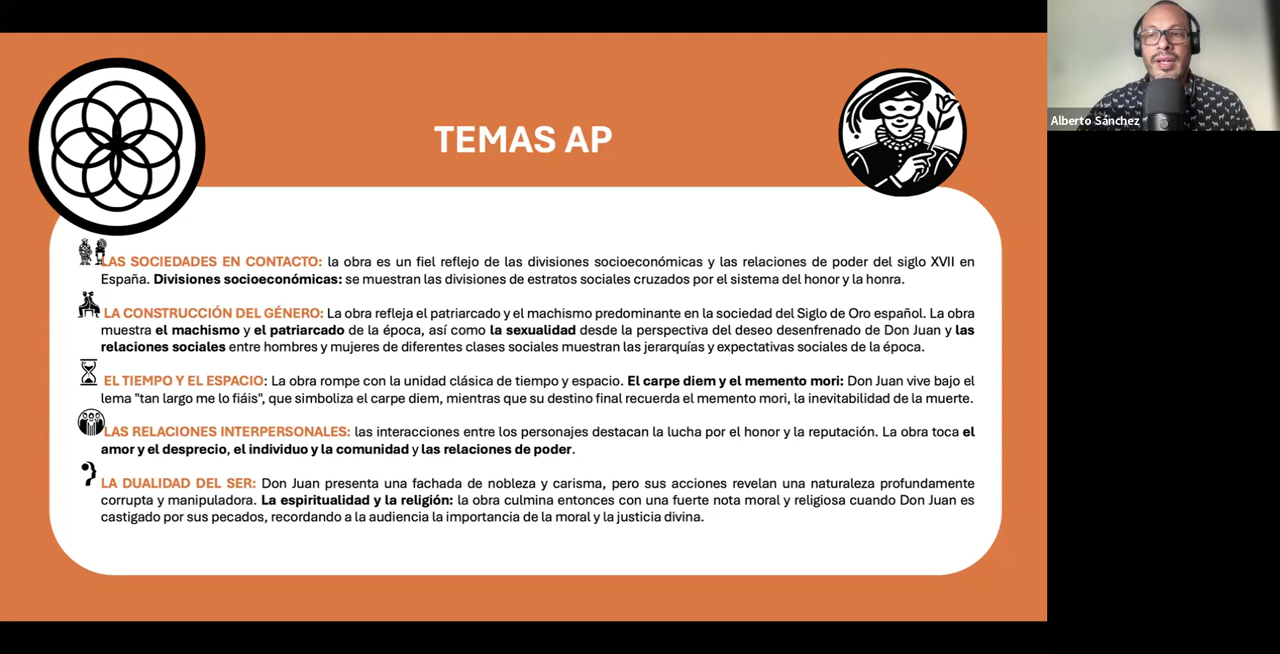 TEMAS AP
Alberto Sánchez
LAS SOCIEDADES EN CONTACTO: la obra es un fiel reflejo de las divisiones socioeconómicas y las relaciones de poder del siglo XVII en
España. Divisiones socioeconómicas: se muestran las divisiones de estratos sociales cruzados por el sistema del honor y la honra.
LA CONSTRUCCIÓN DEL GÉNERO: La obra refleja el patriarcado y el machismo predominante en la sociedad del Siglo de Oro español. La obra
muestra el machismo y el patriarcado de la época, así como la sexualidad desde la perspectiva del deseo desenfrenado de Don Juan y las
relaciones sociales entre hombres y mujeres de diferentes clases sociales muestran las jerarquías y expectativas sociales de la época.
EL TIEMPO Y EL ESPACIO: La obra rompe con la unidad clásica de tiempo y espacio. El carpe diem y el memento mori: Don Juan vive bajo el
lema "tan largo me lo fiáis", que simboliza el carpe diem, mientras que su destino final recuerda el memento mori, la inevitabilidad de la muerte.
LAS RELACIONES INTERPERSONALES: las interacciones entre los personajes destacan la lucha por el honor y la reputación. La obra toca el
amor y el desprecio, el individuo y la comunidad y las relaciones de poder.
LA DUALIDAD DEL SER: Don Juan presenta una fachada de nobleza y carisma, pero sus acciones revelan una naturaleza profundamente
corrupta y manipuladora. La espiritualidad y la religión: la obra culmina entonces con una fuerte nota moral y religiosa cuando Don Juan es
castigado por sus pecados, recordando a la audiencia la importancia de la moral y la justicia divina.